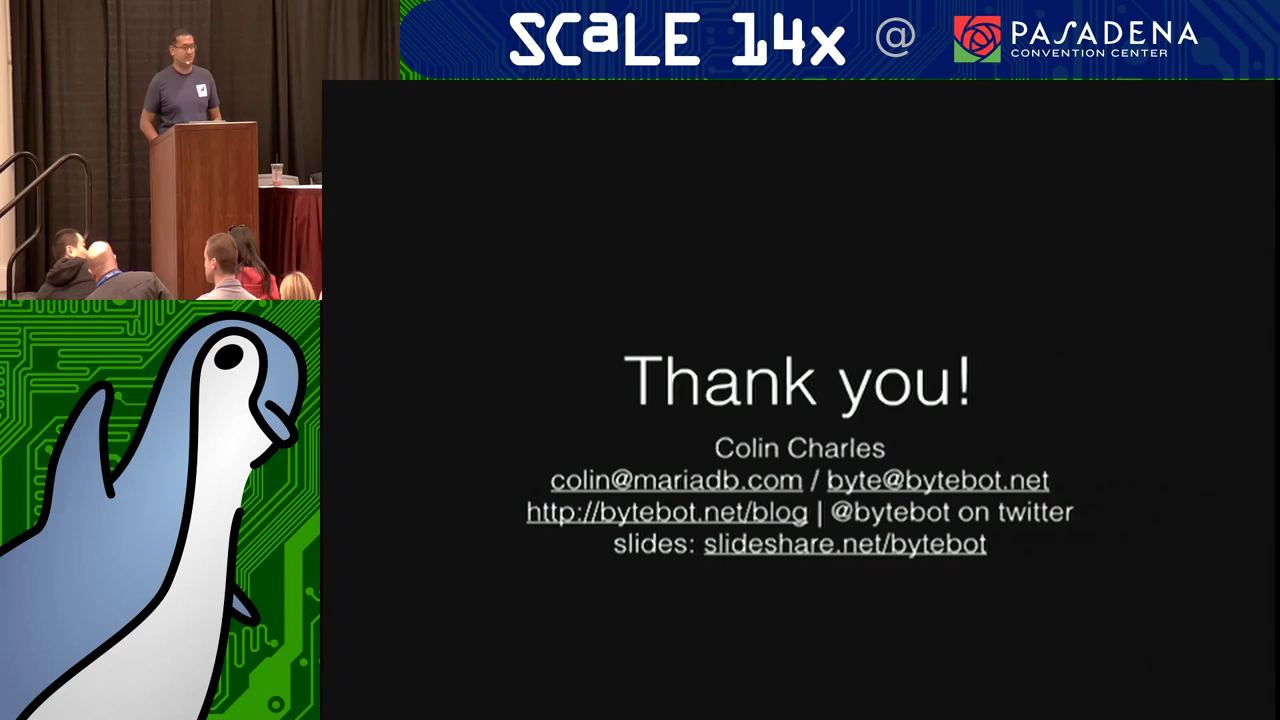 SCALE 14x @ PASADENA
CONVENTION CENTER
Thank you!
Colin Charles
colin@mariadb.com / byte@bytebot.net
http://bytebot.net/blog | @bytebot on twitter
slides: slideshare.net/bytebot